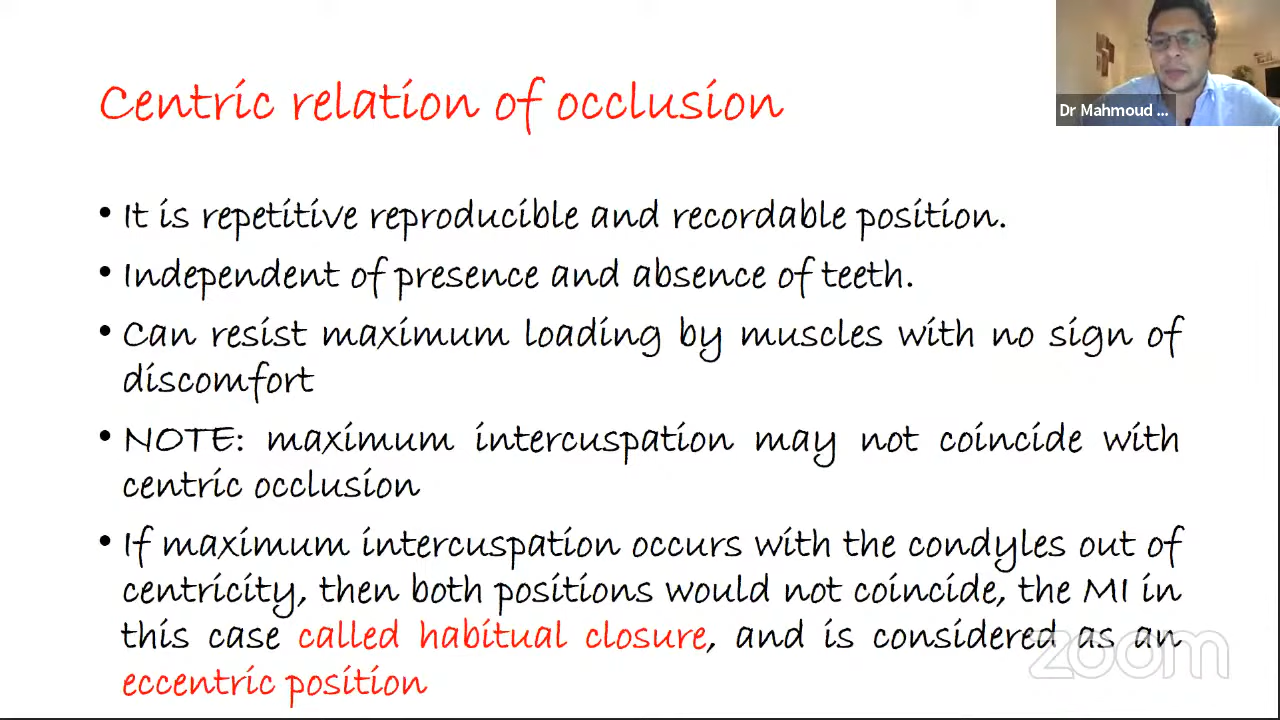 Centric relation of occlusion
Dr Mahmoud ...
• It is repetitive reproducible and recordable position.
• Independent of presence and absence of teeth.
• Can resist maximum loading by muscles with no sign of
discomfort
• NOTE: maximum intercuspation may not coincide with
centric occlusion
• If maximum intercuspation occurs with the condyles out of
centricity, then both positions would not coincide, the MI in
this case called habitual closure, and is considered as an
eccentric position
zoom